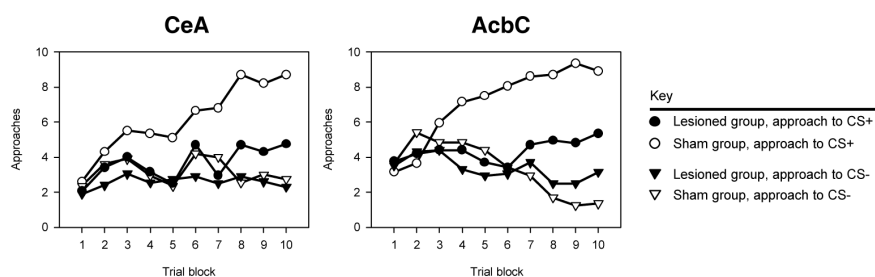 CeA
10
8
6
4
2
0
Approaches
1 2 3 4 5 6 7 8 9 10
Trial block
AcbC
10
8
6
4
2
0
Approaches
1 2 3 4 5 6 7 8 9 10
Trial block
Key
Lesioned group, approach to CS+
Sham group, approach to CS+
Lesioned group, approach to CS-
Sham group, approach to CS-